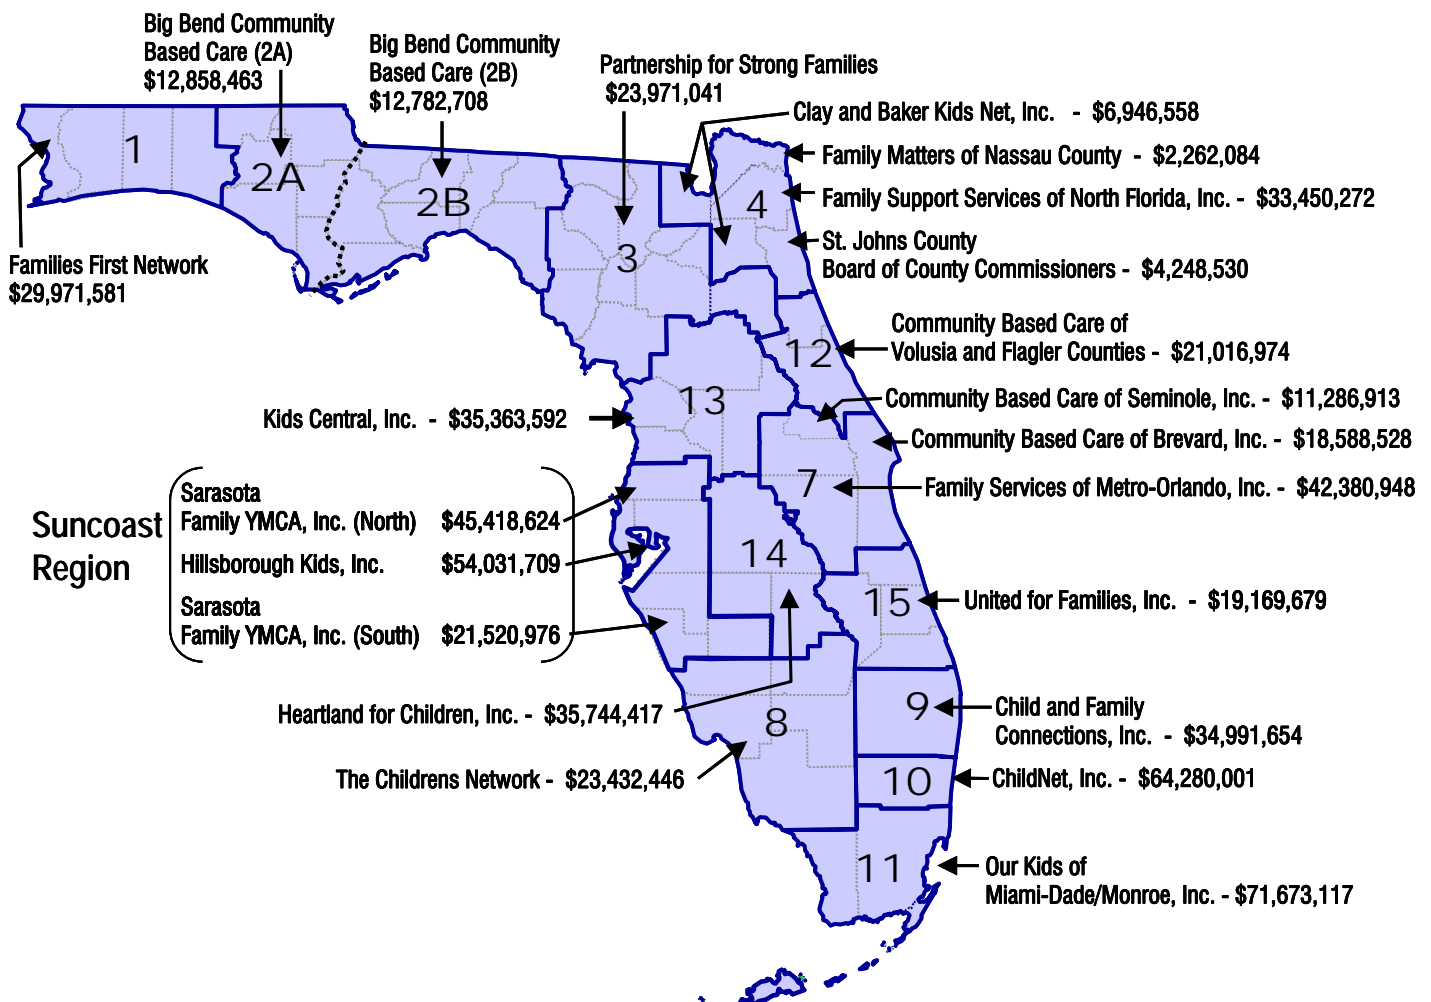 Big Bend Community
Based Care (2A)
$12,858,463
Big Bend Community
Based Care (2B)
$12,782,708
Partnership for Strong Families
$23,971,041
Clay and Baker Kids Net, Inc. - $6,946,558
Family Matters of Nassau County - $2,262,084
Family Support Services of North Florida, Inc. - $33,450,272
St. Johns County
Board of County Commissioners - $4,248,530
Families First Network
$29,971,581
1
2A
2B
3
4
Community Based Care of
Volusia and Flagler Counties - $21,016,974
12
Community Based Care of Seminole, Inc. - $11,286,913
Community Based Care of Brevard, Inc. - $18,588,528
13
Kids Central, Inc. - $35,363,592
7
Family Services of Metro-Orlando, Inc. - $42,380,948
Suncoast
Region
Sarasota
Family YMCA, Inc. (North) $45,418,624
Hillsborough Kids, Inc. $54,031,709
Sarasota
Family YMCA, Inc. (South) $21,520,976
14
15
United for Families, Inc. - $19,169,679
Heartland for Children, Inc. - $35,744,417
8
9
Child and Family
Connections, Inc. - $34,991,654
The Childrens Network - $23,432,446
10
ChildNet, Inc. - $64,280,001
11
Our Kids of
Miami-Dade/Monroe, Inc. - $71,673,117